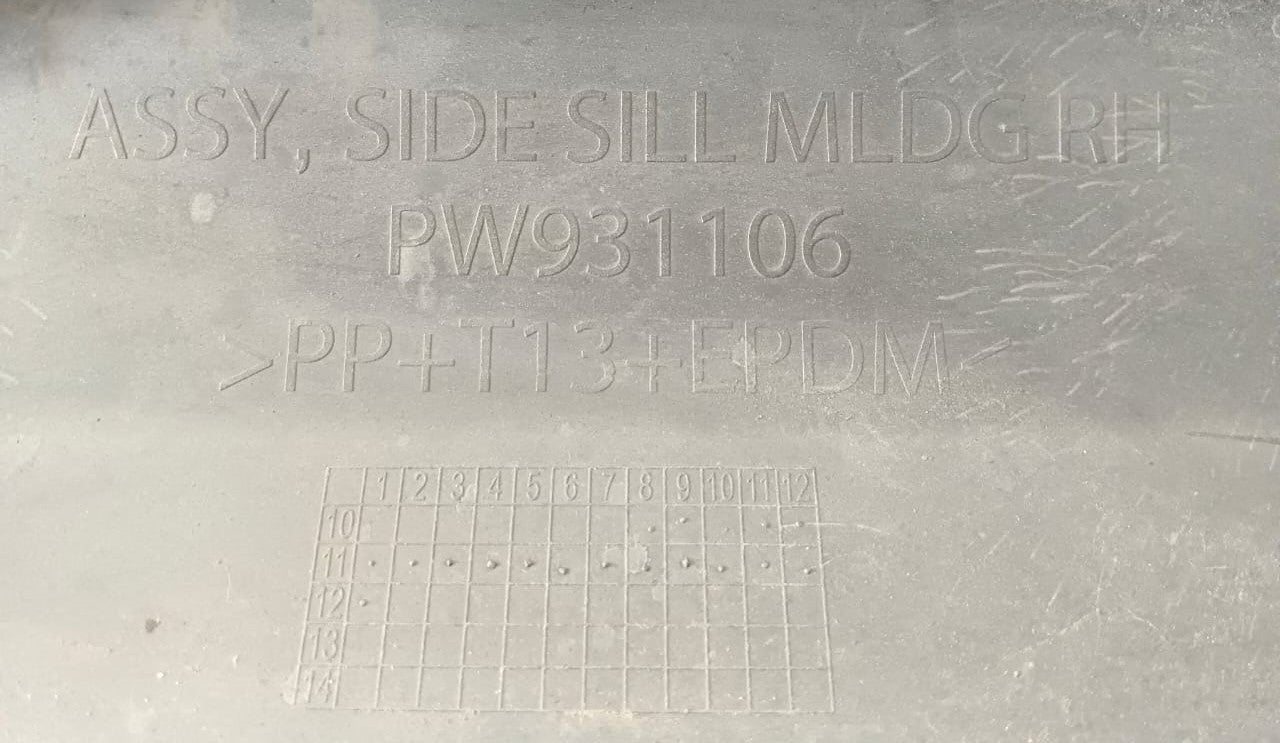 ASSY, SIDE SILL MLDG RH
PW931106
>PP+T13+EPDM<
1 2 3 4 5 6 7 8 9 10 11 12
10
11
12
13
14